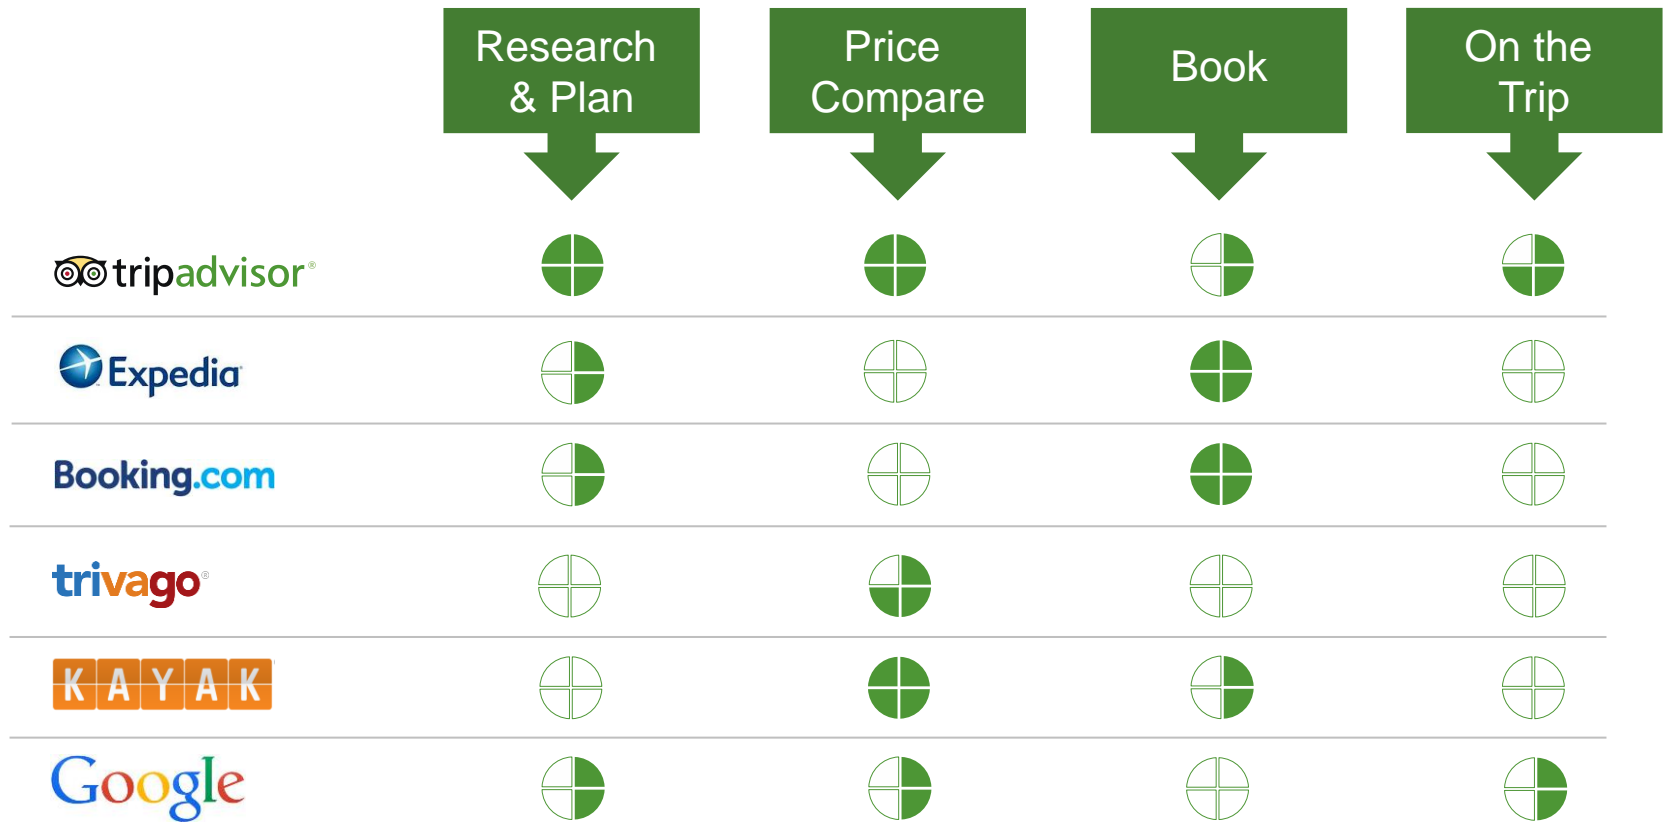 Research
& Plan
Price
Compare
Book
On the
Trip
tripadvisor®
Expedia
Booking.com
trivago®
KAYAK
Google